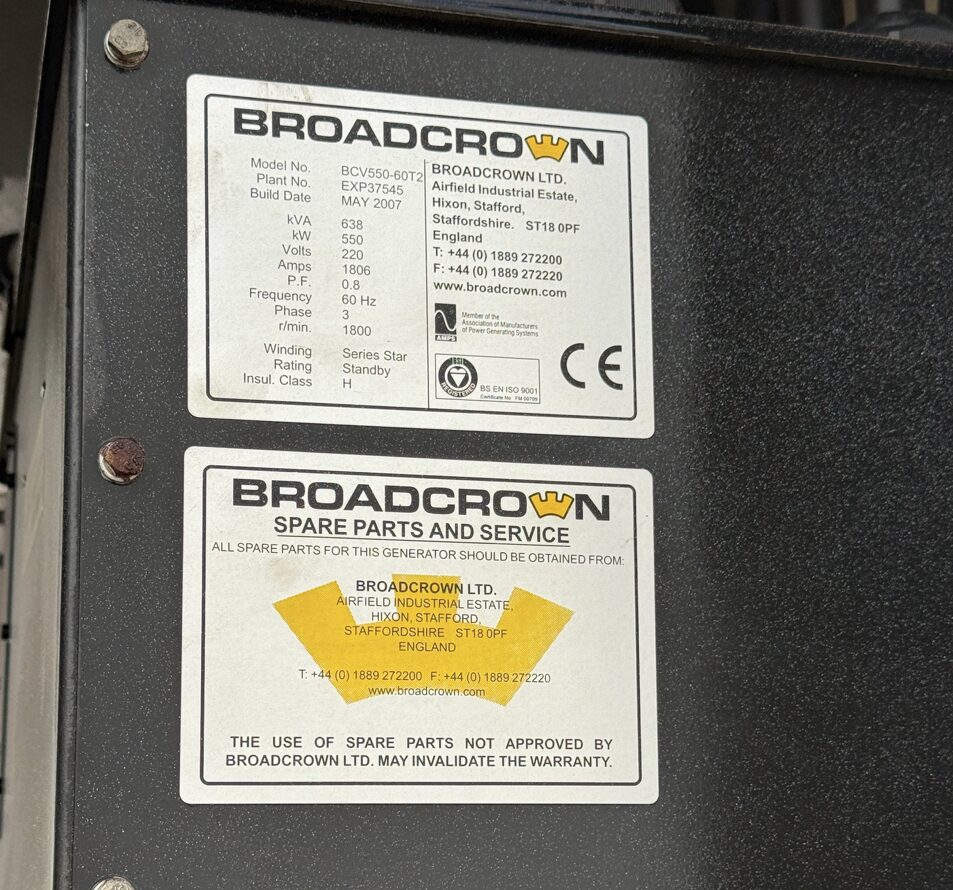 BROADCROWN
Model No. BCV550-60T2
Plant No. EXP37545
Build Date MAY 2007
kVA 638
kW 550
Volts 220
Amps 1806
P.F. 0.8
Frequency 60 Hz
Phase 3
r/min. 1800
Winding Series Star
Rating Standby
Insul. Class H
BROADCROWN LTD.
Airfield Industrial Estate,
Hixon, Stafford,
Staffordshire. ST18 0PF
England
T: +44 (0) 1889 272200
F: +44 (0) 1889 272220
www.broadcrown.com
AMPS
Member of the
Association of Manufacturers
of Power Generating Systems
REGISTERED
BS EN ISO 9001
Certificate No. FM 00799
CE
BROADCROWN
SPARE PARTS AND SERVICE
ALL SPARE PARTS FOR THIS GENERATOR SHOULD BE OBTAINED FROM:
BROADCROWN LTD.
AIRFIELD INDUSTRIAL ESTATE,
HIXON, STAFFORD,
STAFFORDSHIRE ST18 0PF
ENGLAND
T: +44 (0) 1889 272200 F: +44 (0) 1889 272220
www.broadcrown.com
THE USE OF SPARE PARTS NOT APPROVED BY
BROADCROWN LTD. MAY INVALIDATE THE WARRANTY.